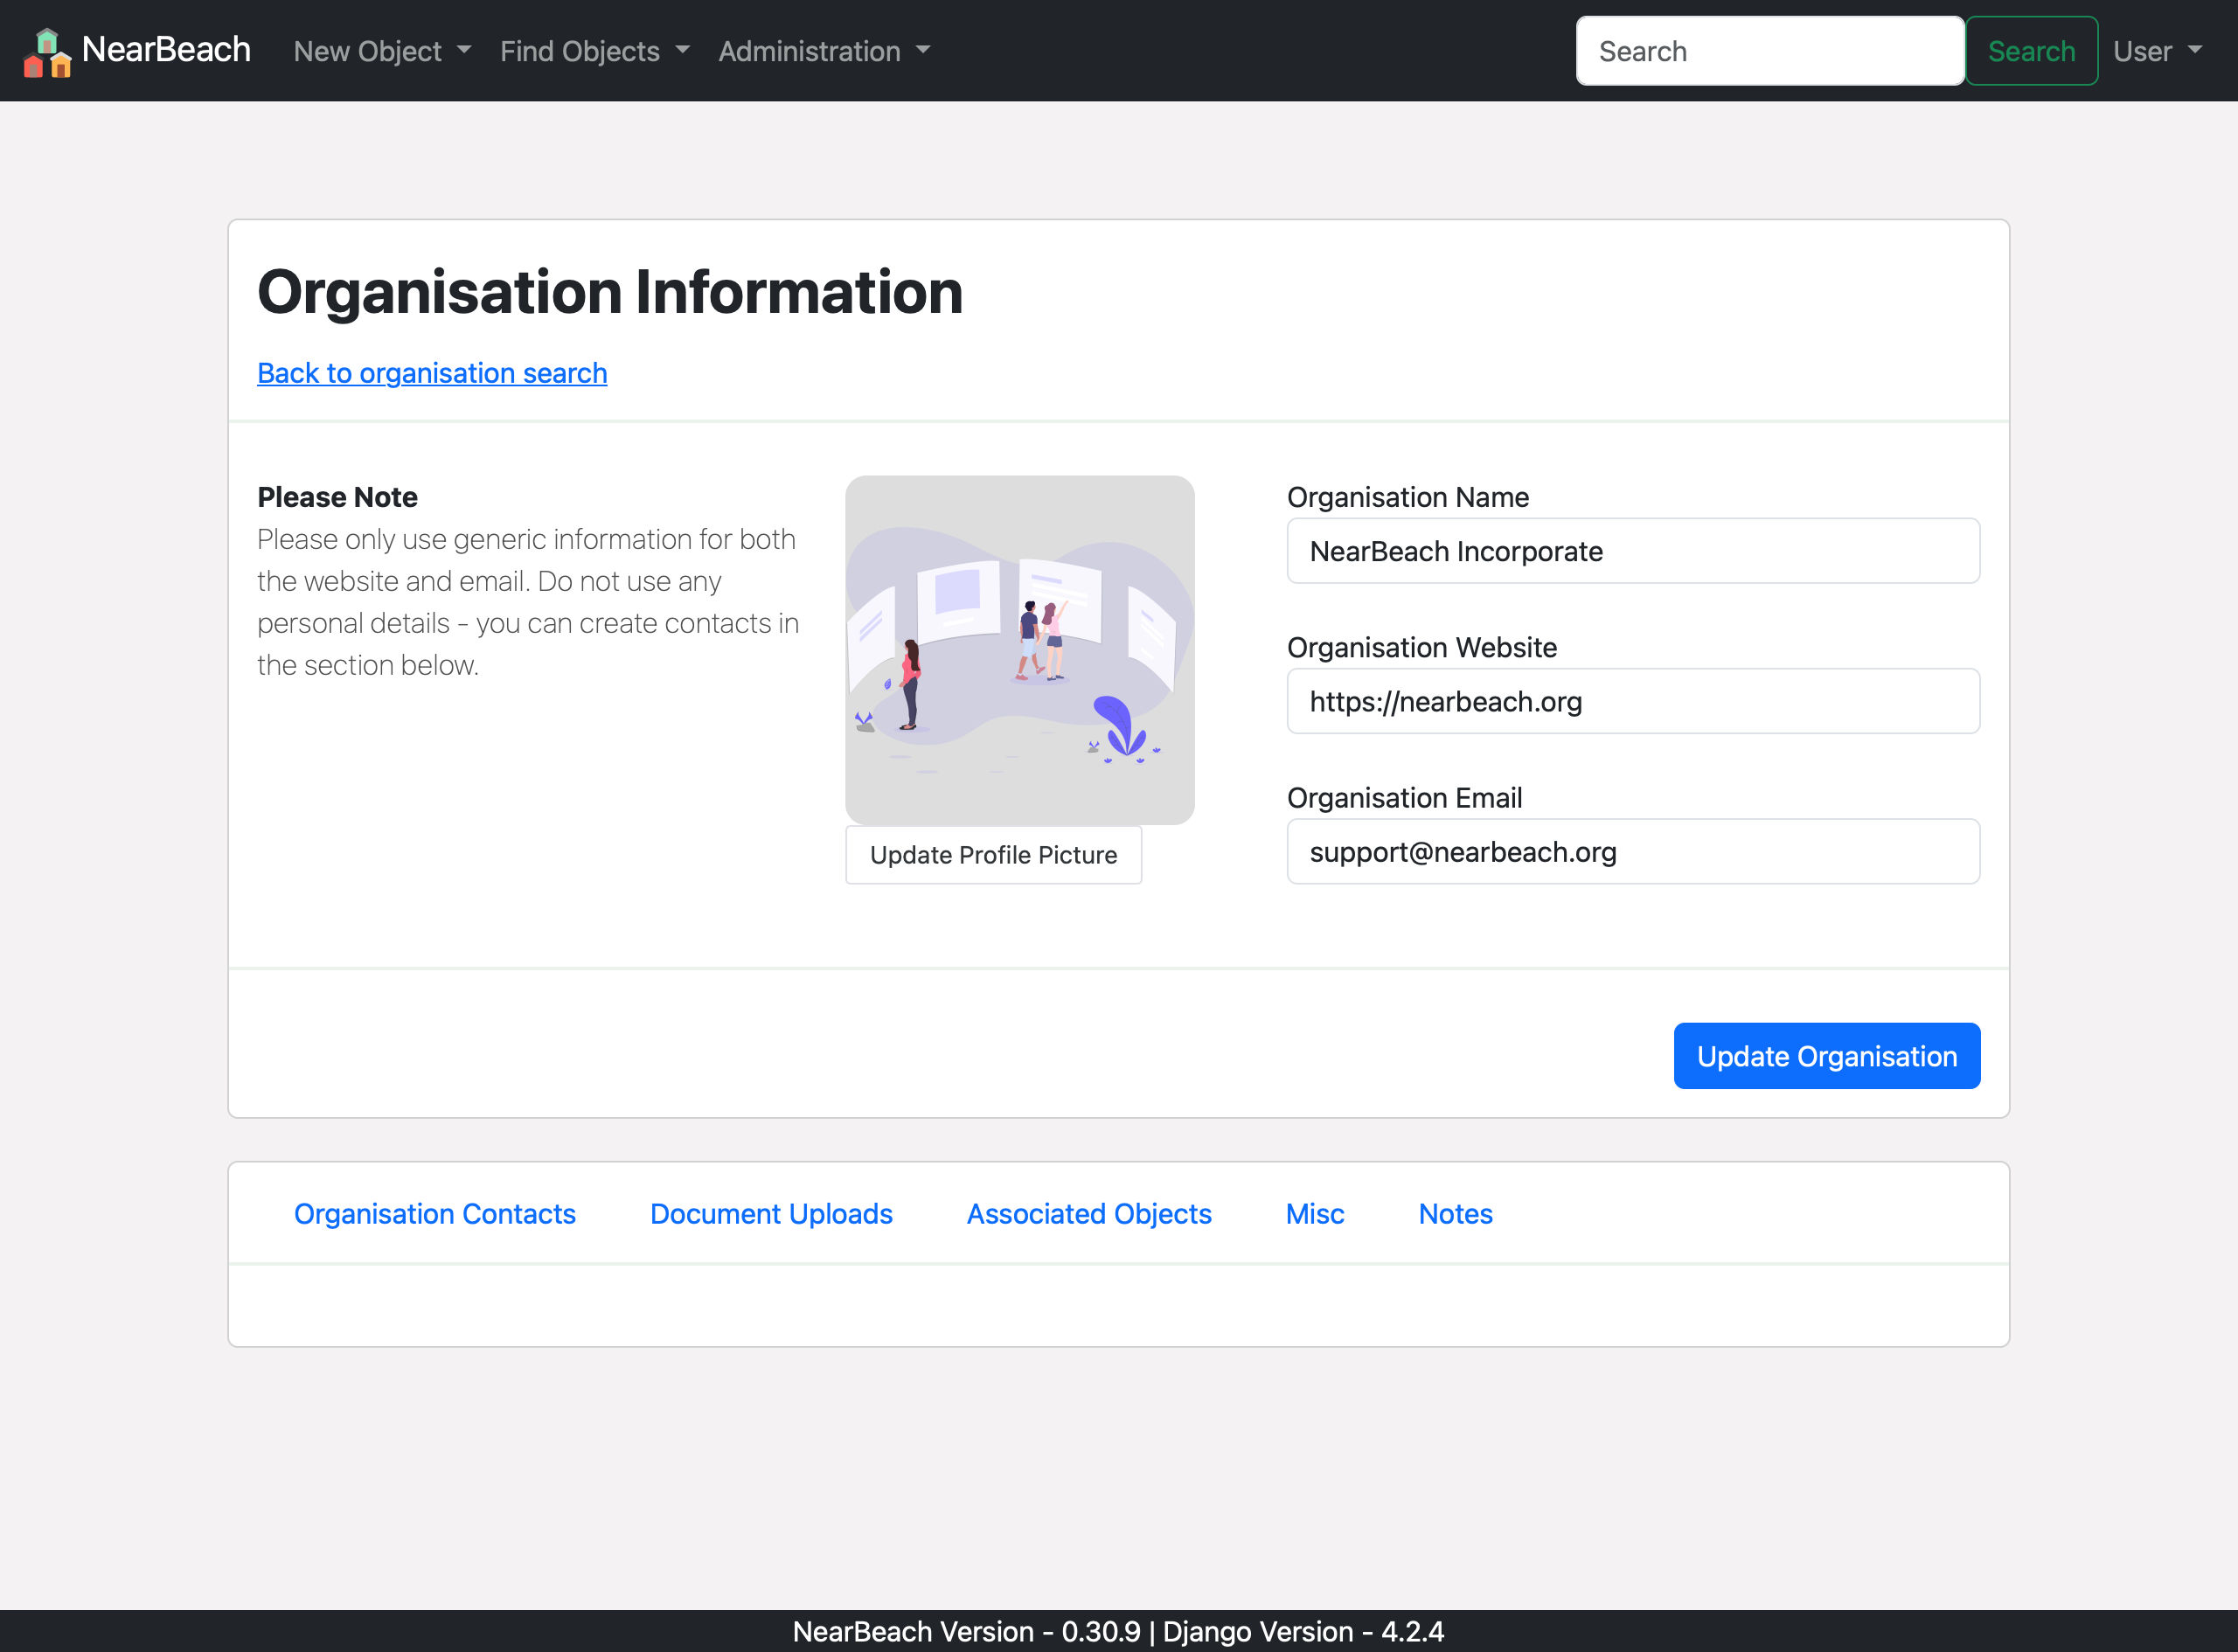 NearBeach New Object Find Objects Administration Search Search User
Organisation Information
Back to organisation search
Please Note
Please only use generic information for both
the website and email. Do not use any
personal details - you can create contacts in
the section below.
Update Profile Picture
Organisation Name
NearBeach Incorporate
Organisation Website
https://nearbeach.org
Organisation Email
support@nearbeach.org
Update Organisation
Organisation Contacts Document Uploads Associated Objects Misc Notes
NearBeach Version - 0.30.9 | Django Version - 4.2.4